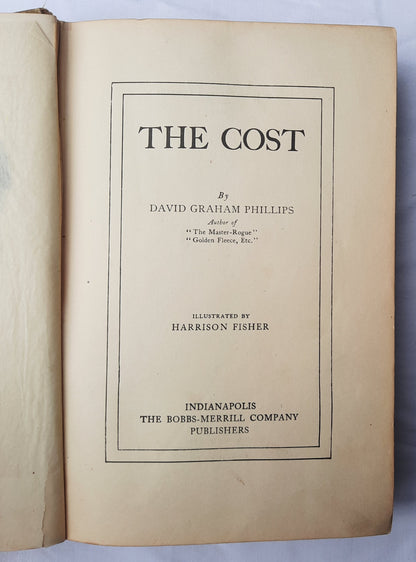 THE COST
By
DAVID GRAHAM PHILLIPS
Author of
"The Master-Rogue"
"Golden Fleece, Etc."
ILLUSTRATED BY
HARRISON FISHER
INDIANAPOLIS
THE BOBBS-MERRILL COMPANY
PUBLISHERS